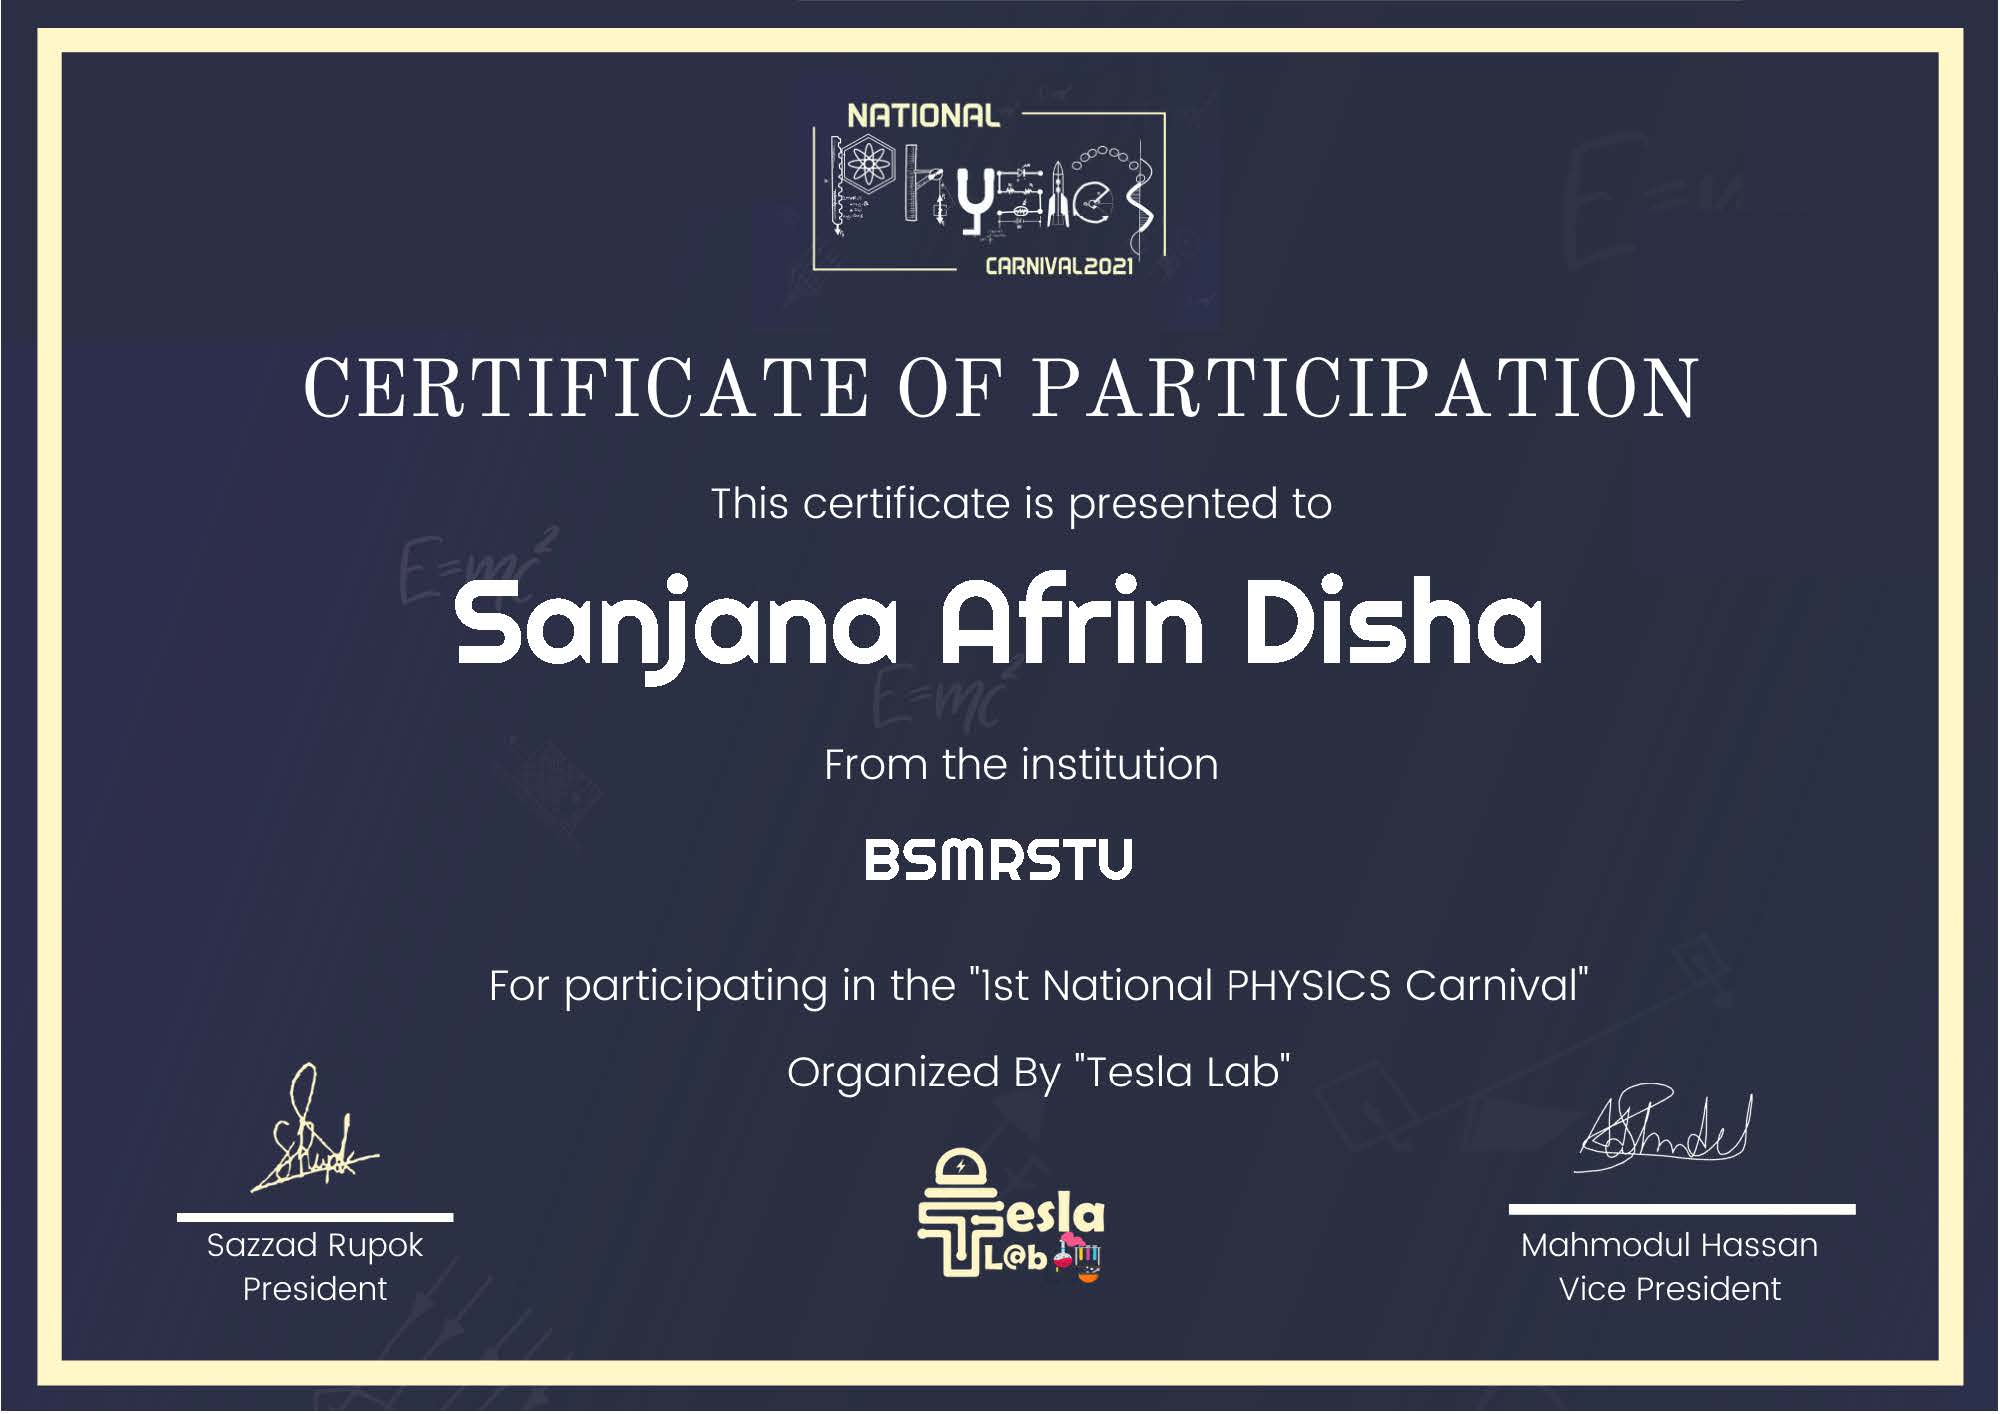 NATIONAL
Physics
CARNIVAL2021
CERTIFICATE OF PARTICIPATION
This certificate is presented to
E=mc²
Sanjana Afrin Disha
E=mc²
From the institution
BSMRSTU
For participating in the "1st National PHYSICS Carnival"
Organized By "Tesla Lab"
Tesla
L@b
Sazzad Rupok
President
Mahmodul Hassan
Vice President